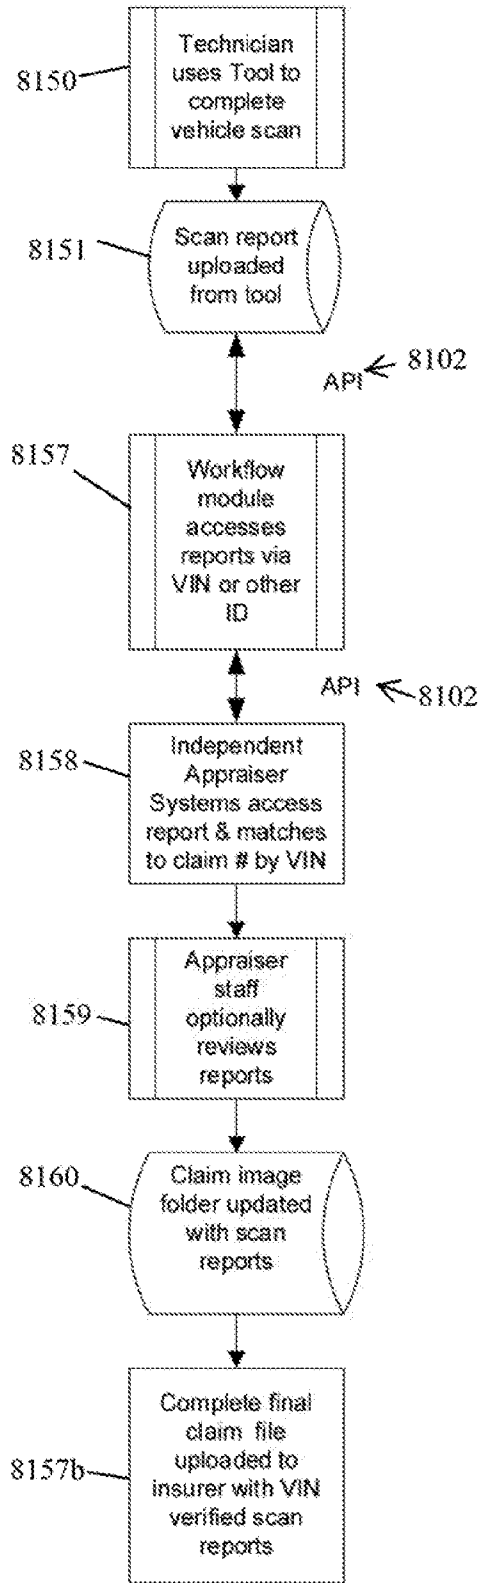 8150
Technician
uses Tool to
complete
vehicle scan
8151
Scan report
uploaded
from tool
API
8102
8157
Workflow
module
accesses
reports via
VIN or other
ID
API
8102
8158
Independent
Appraiser
Systems access
report & matches
to claim # by VIN
8159
Appraiser
staff
optionally
reviews
reports
8160
Claim image
folder updated
with scan
reports
8157b
Complete final
claim file
uploaded to
insurer with VIN
verified scan
reports